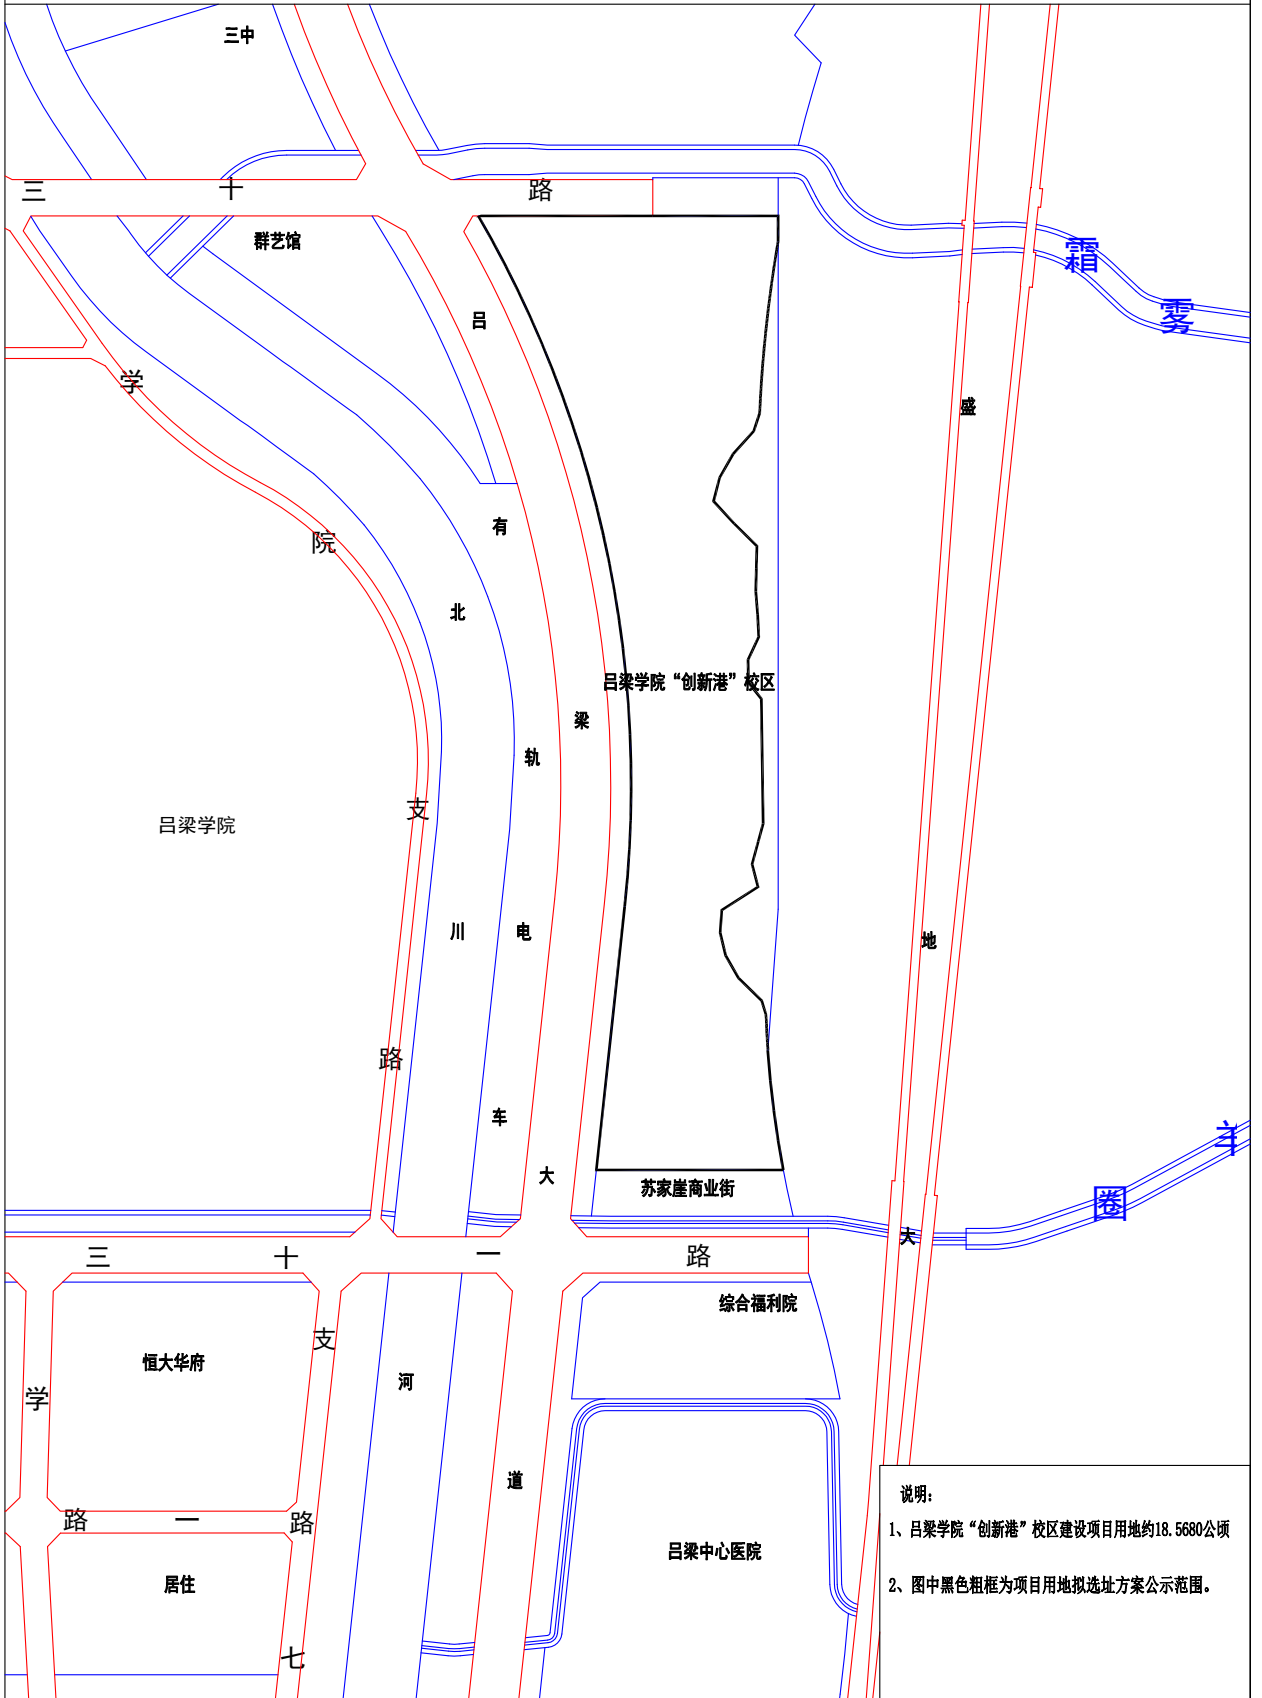 三中
三十路
群艺馆
霜雾
吕梁大道
盛地大
学院支路
有轨电车
北川河
吕梁学院“创新港”校区
吕梁学院
羊圈
苏家崖商业街
三十一路
综合福利院
支路七
恒大华府
学
路一
居住
吕梁中心医院
说明：
1、吕梁学院“创新港”校区建设项目用地约18.5680公顷
2、图中黑色粗框为项目用地拟选址方案公示范围。